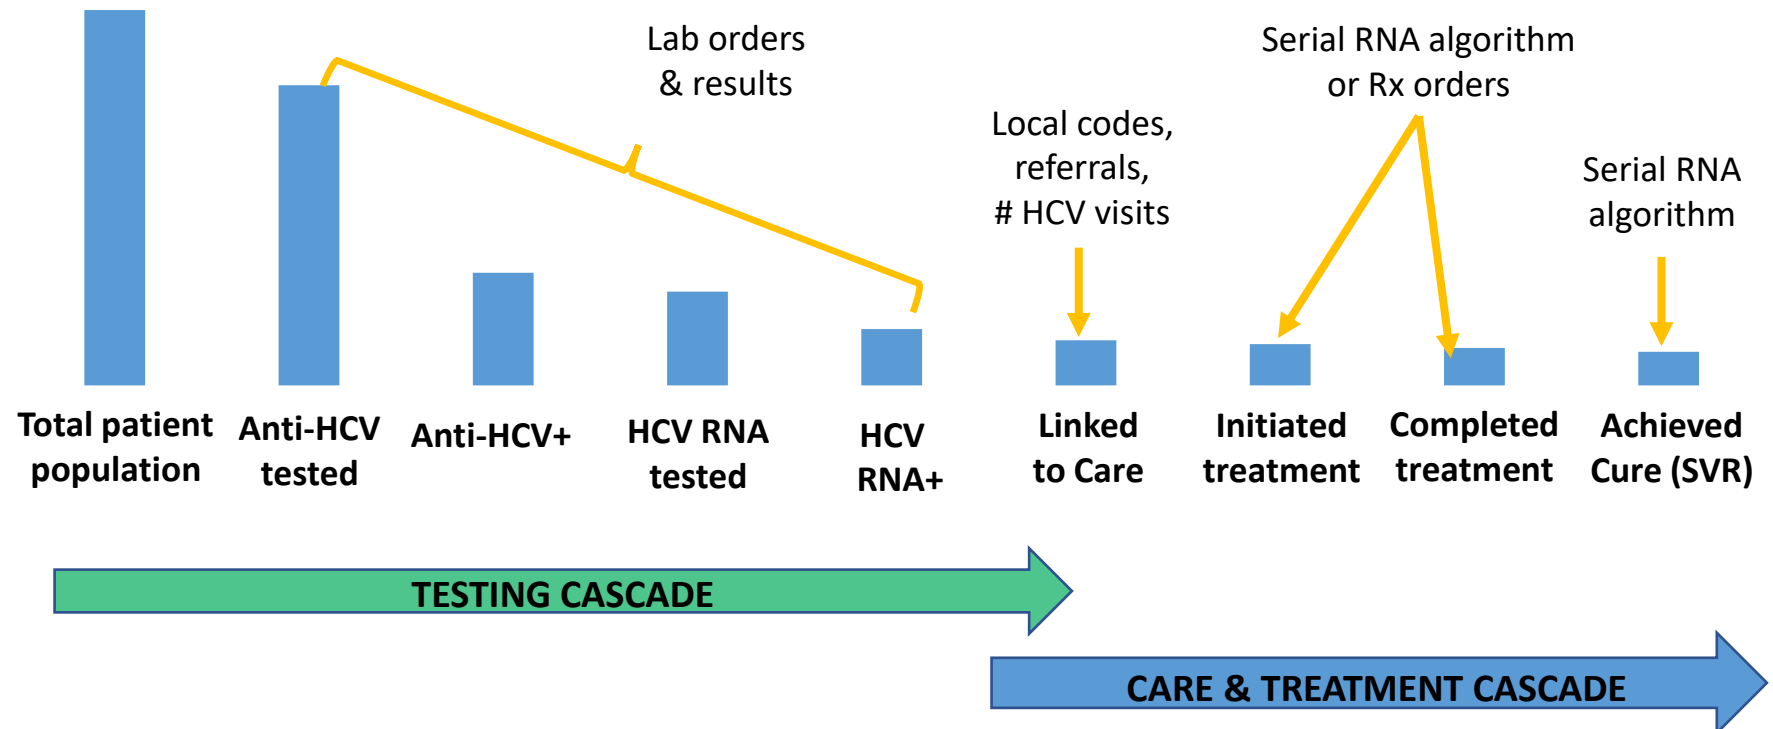 Lab orders
& results
Serial RNA algorithm
or Rx orders
Local codes,
referrals,
# HCV visits
Serial RNA
algorithm
Total patient
population
Anti-HCV
tested
Anti-HCV+
HCV RNA
tested
HCV
RNA+
Linked
to Care
Initiated
treatment
Completed
treatment
Achieved
Cure (SVR)
TESTING CASCADE
CARE & TREATMENT CASCADE